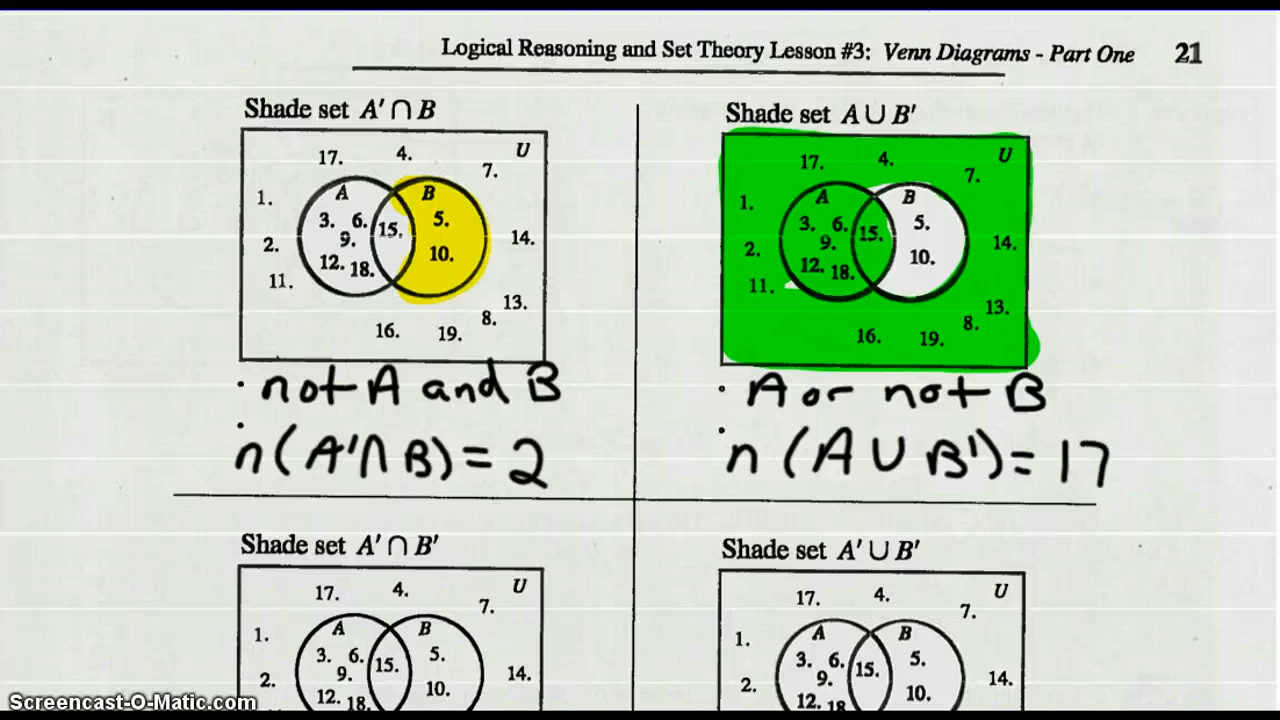 Logical Reasoning and Set Theory Lesson #3: Venn Diagrams - Part One 21
Shade set A′ ∩ B
17. 4. U
7.
1. A B
3. 6. 15. 5.
2. 9. 10. 14.
12. 18.
11.
13.
16. 19. 8.
· not A and B
· n(A′∩B) = 2
Shade set A ∪ B′
17. 4. U
7.
1. A B
3. 6. 15. 5.
2. 9. 10. 14.
12. 18.
11.
13.
16. 19. 8.
· A or not B
· n(A∪B′) = 17
Shade set A′ ∩ B′
17. 4. U
7.
1. A B
3. 6. 15. 5.
2. 9. 10. 14.
12. 18.
Shade set A′ ∪ B′
17. 4. U
7.
1. A B
3. 6. 15. 5.
2. 9. 10. 14.
12. 18
Screencast-O-Matic.com